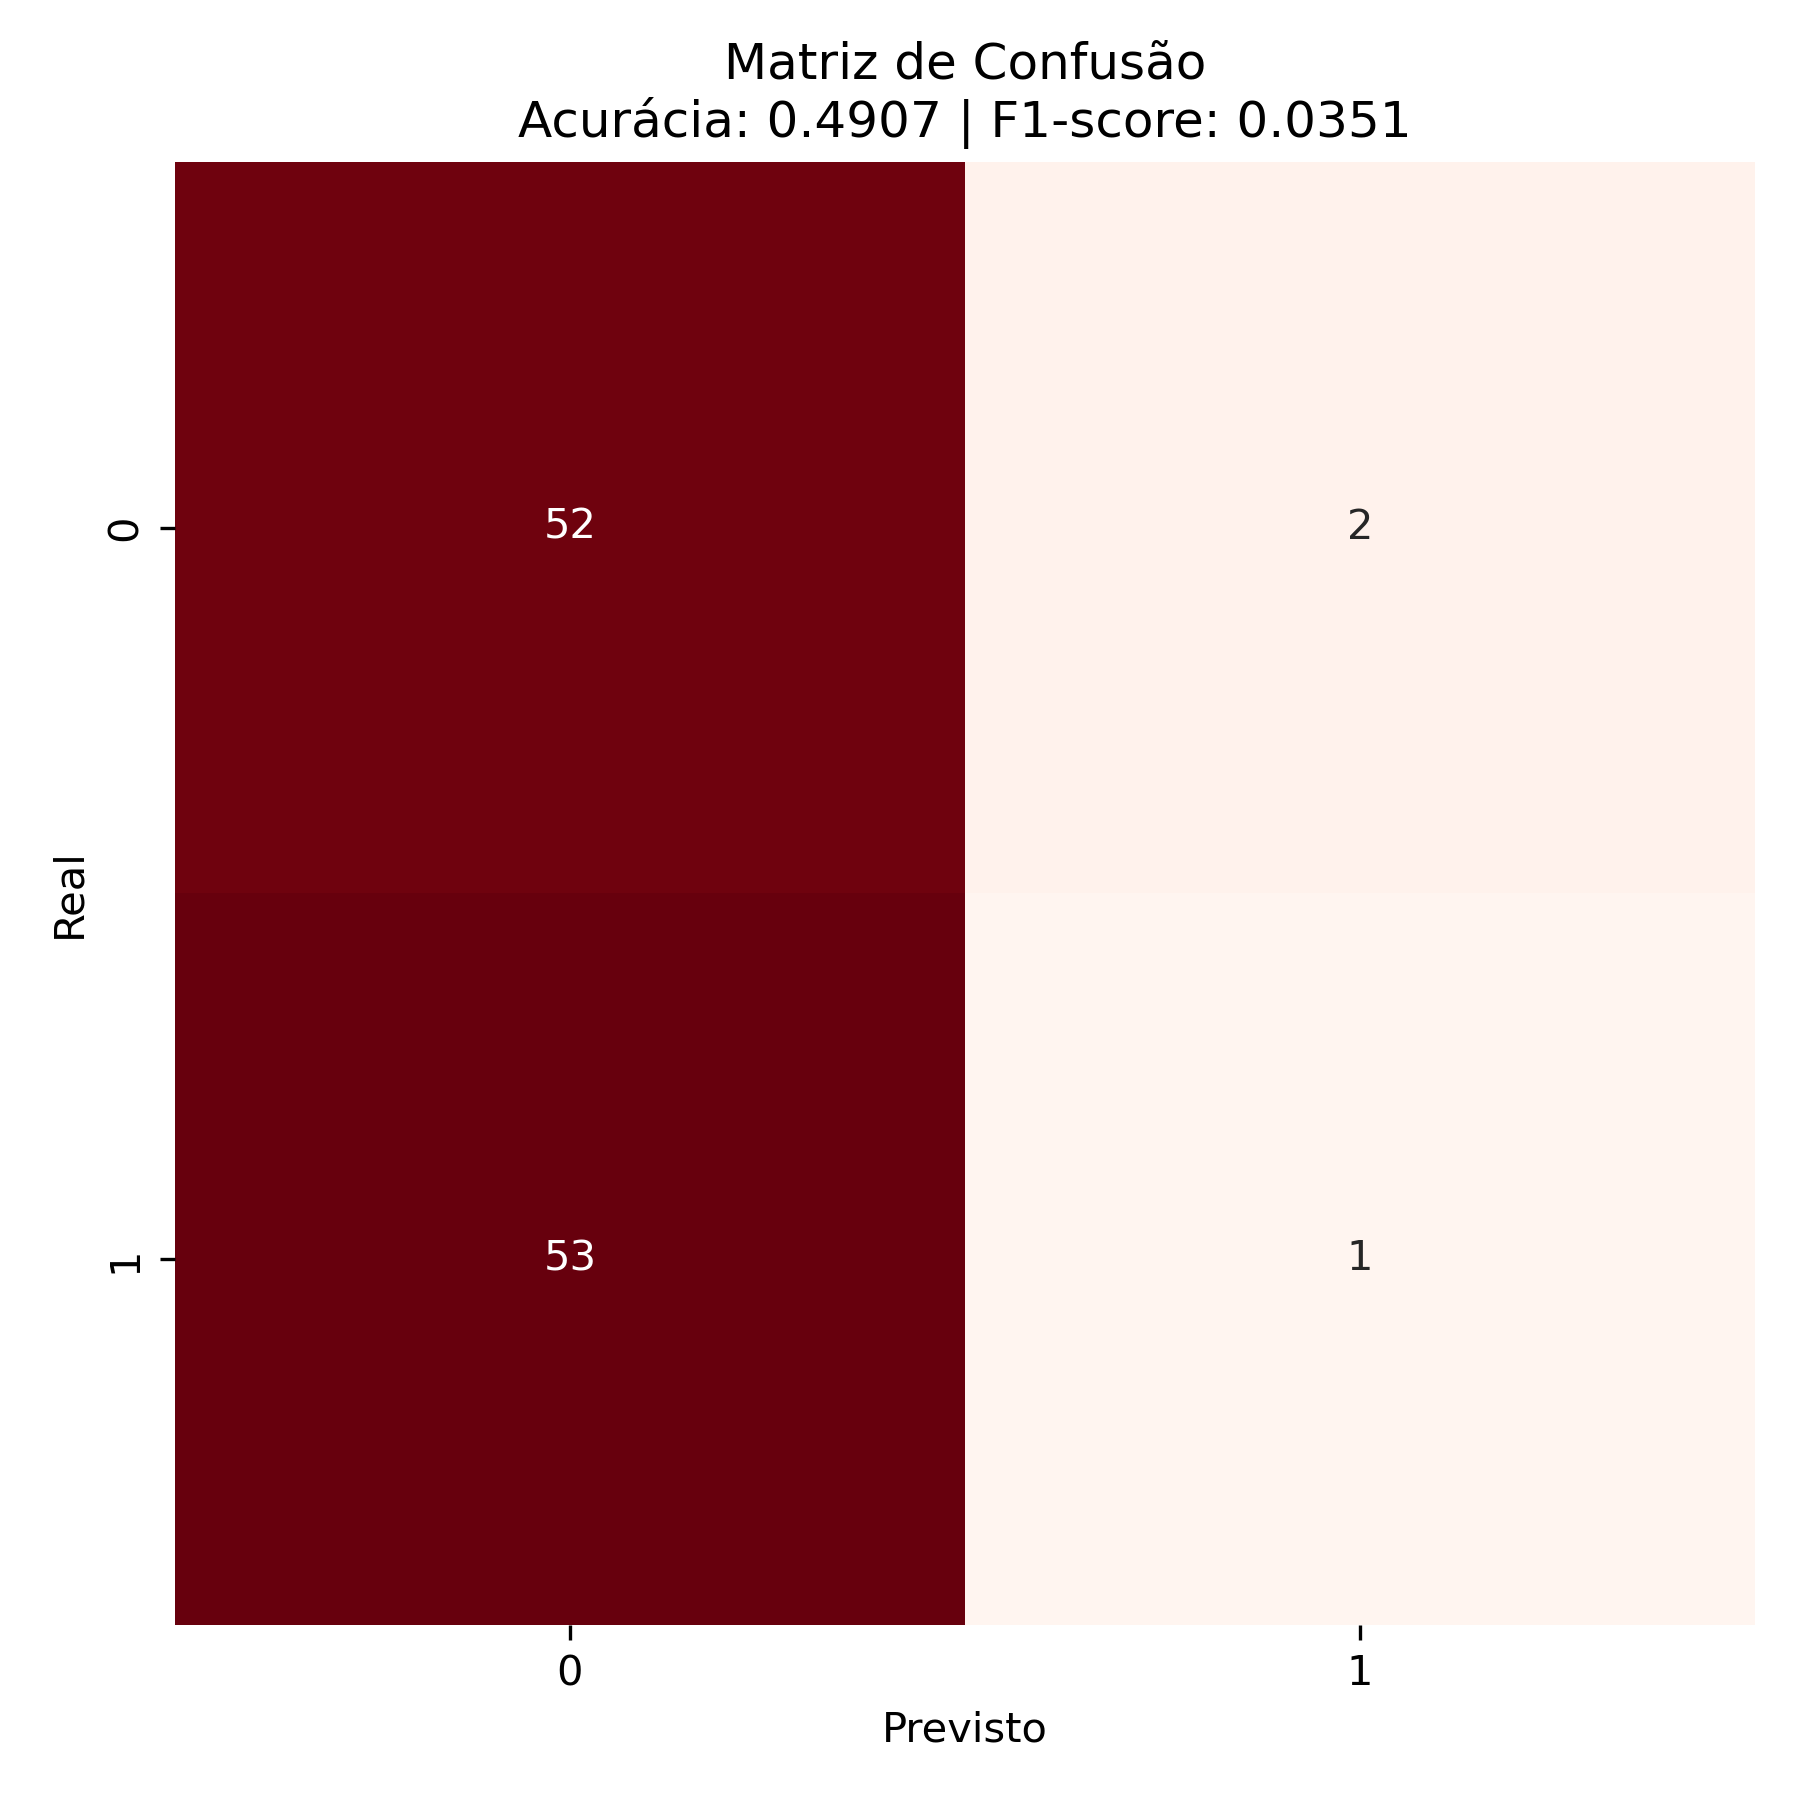 Matriz de Confusão
Acurácia: 0.4907 | F1-score: 0.0351
0
52
2
Real
1
53
1
0
1
Previsto